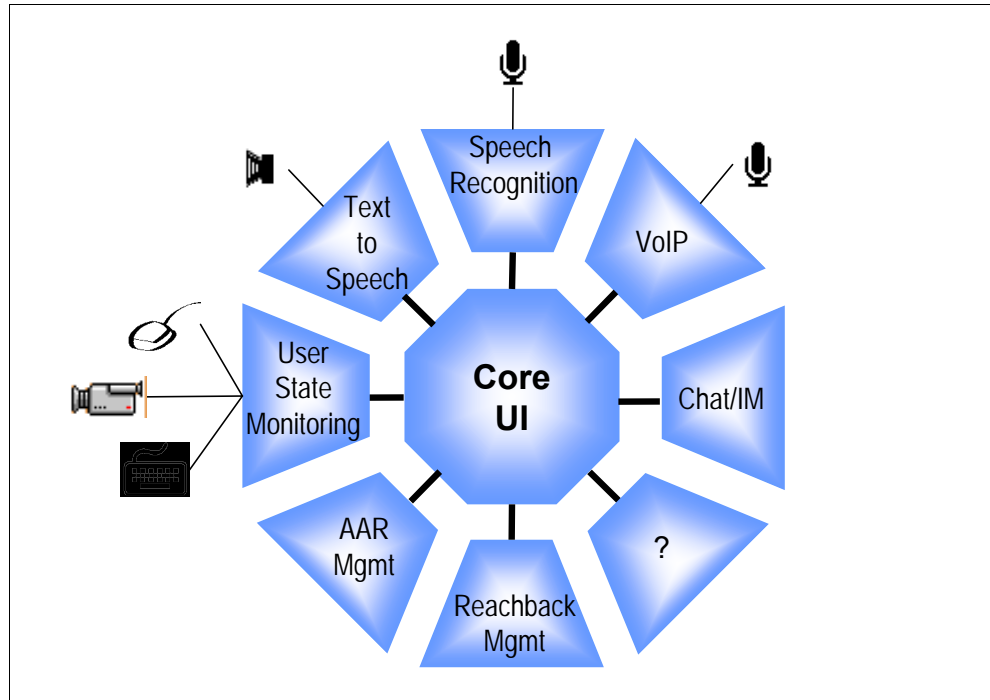 Speech
Recognition
Text
to
Speech
VoIP
User
State
Monitoring
Core
UI
Chat/IM
AAR
Mgmt
?
Reachback
Mgmt